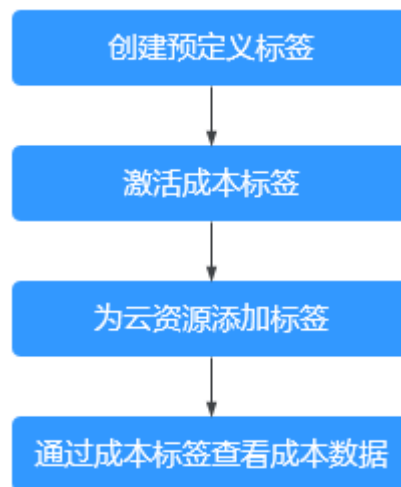 创建预定义标签
激活成本标签
为云资源添加标签
通过成本标签查看成本数据